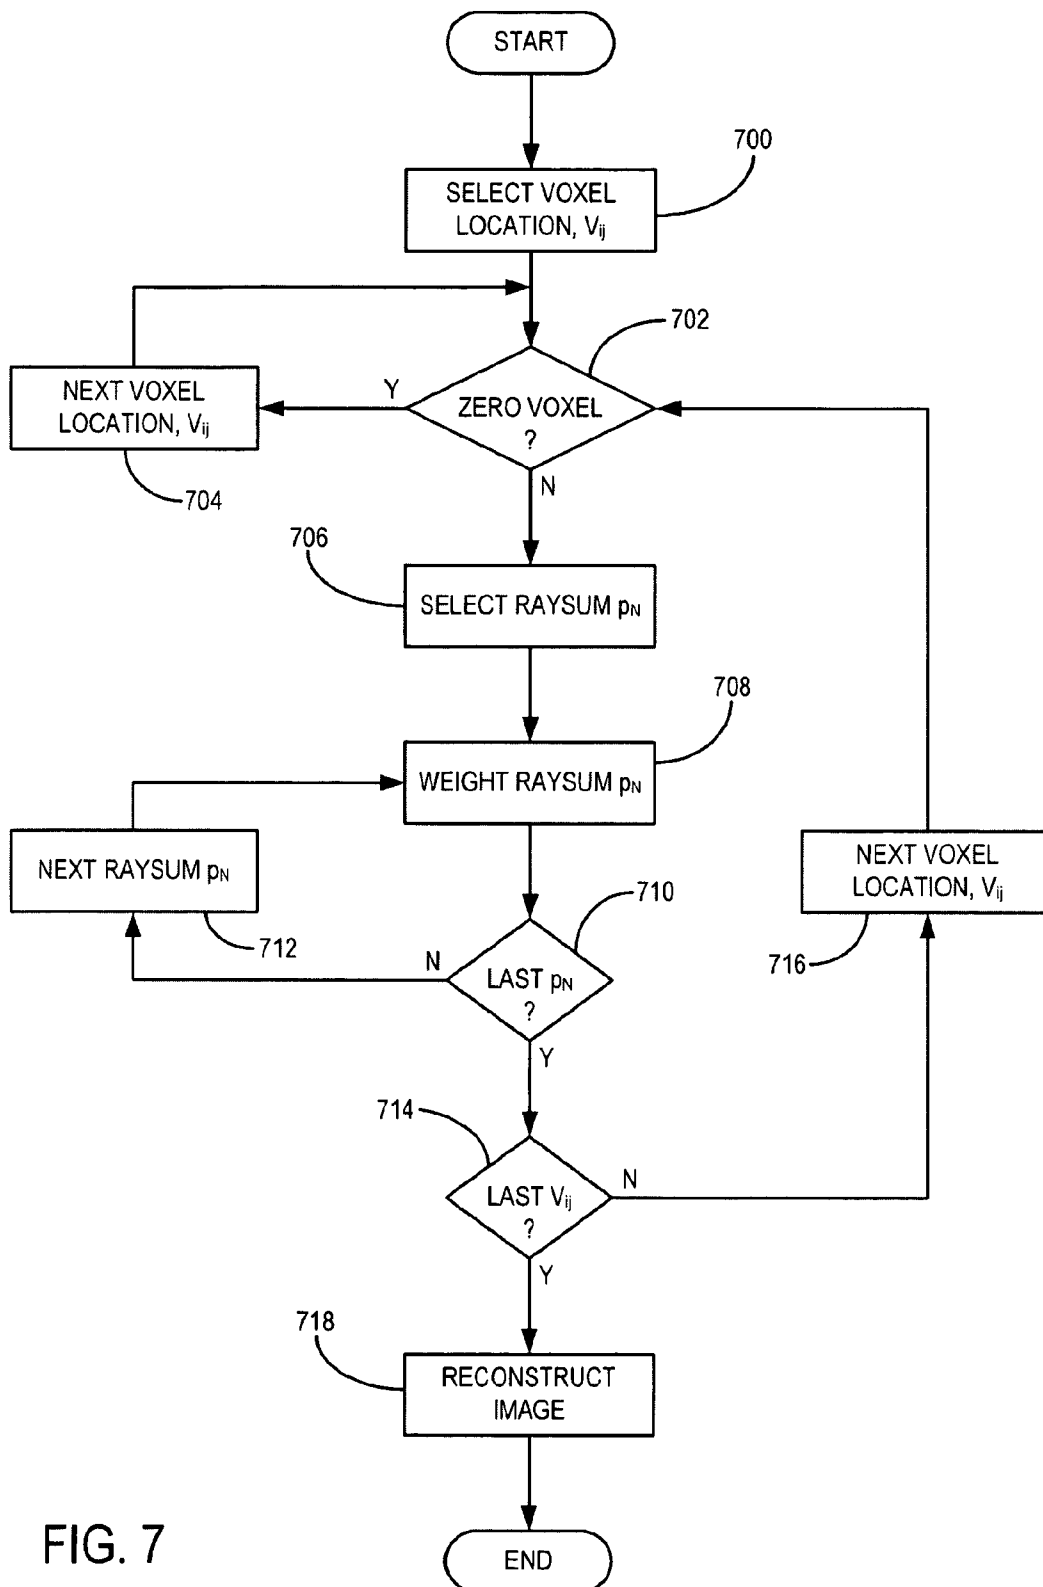 START
700
SELECT VOXEL
LOCATION, Vij
702
NEXT VOXEL
LOCATION, Vij
Y
ZERO VOXEL
?
704
N
706
SELECT RAYSUM pN
708
WEIGHT RAYSUM pN
NEXT RAYSUM pN
NEXT VOXEL
LOCATION, Vij
710
712
N
LAST pN
?
716
Y
714
LAST Vij
?
N
Y
718
RECONSTRUCT
IMAGE
FIG. 7
END